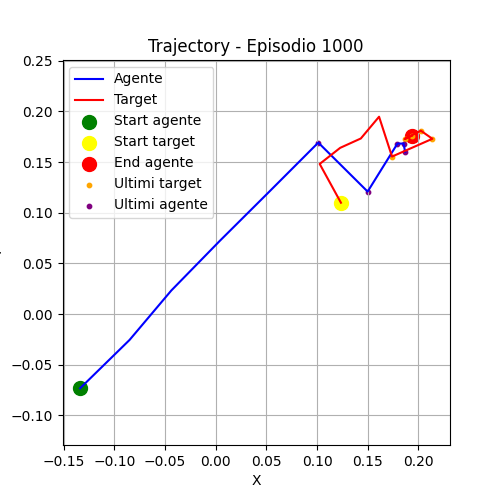 Trajectory - Episodio 1000
Agente
Target
Start agente
Start target
End agente
Ultimi target
Ultimi agente
0.25
0.20
0.15
0.10
0.05
0.00
−0.05
−0.10
−0.15 −0.10 −0.05 0.00 0.05 0.10 0.15 0.20
X